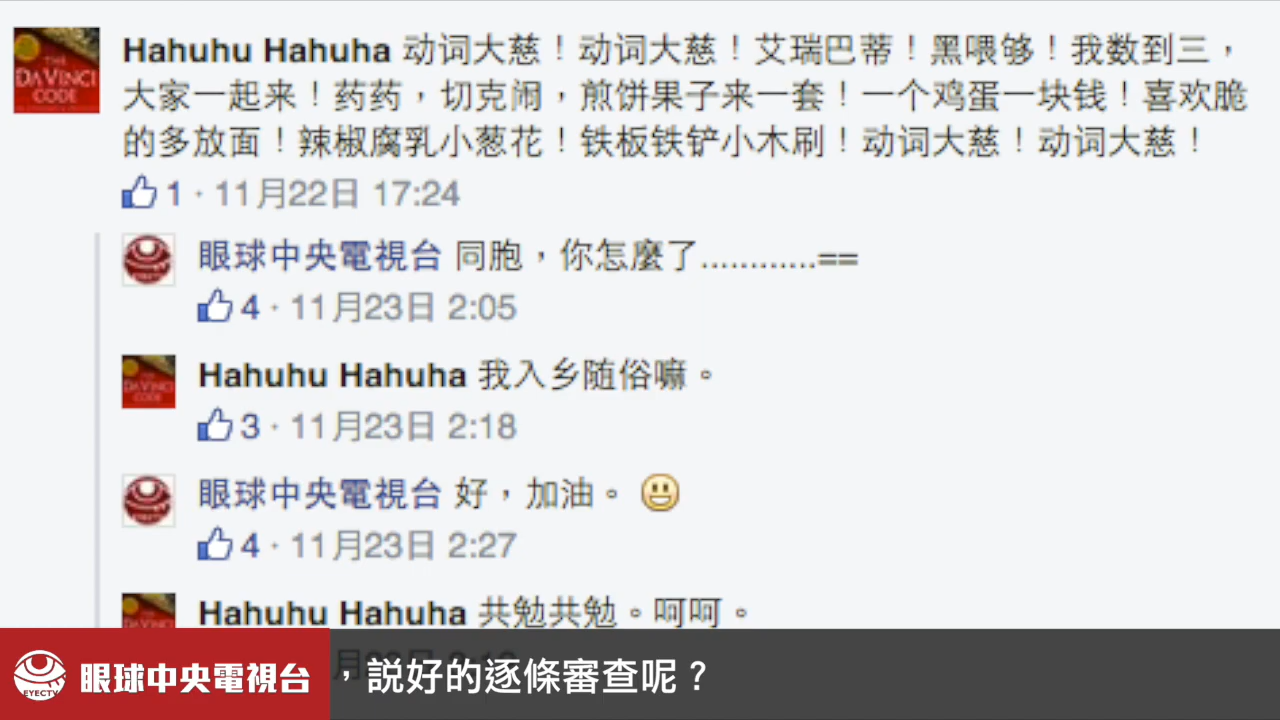 THE
DA VINCI
CODE
Hahuhu Hahuha 动词大慈！动词大慈！艾瑞巴蒂！黑喂够！我数到三，
大家一起来！药药，切克闹，煎饼果子来一套！一个鸡蛋一块钱！喜欢脆
的多放面！辣椒腐乳小葱花！铁板铁铲小木刷！动词大慈！动词大慈！
1 · 11月22日 17:24
眼球中央電視台 同胞，你怎麼了............==
4 · 11月23日 2:05
DA VINCI
CODE
Hahuhu Hahuha 我入乡随俗嘛。
3 · 11月23日 2:18
眼球中央電視台 好，加油。
4 · 11月23日 2:27
Hahuhu Hahuha 共勉共勉。呵呵。
EYECTV
眼球中央電視台
，說好的逐條審查呢？